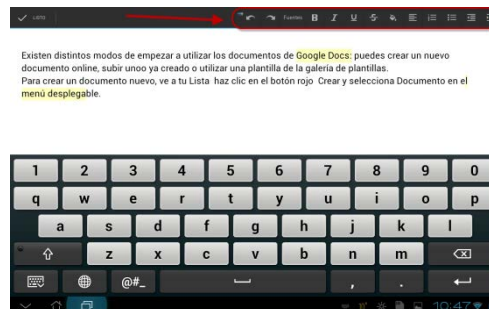 LISTO Fuentes B I U S
Existen distintos modos de empezar a utilizar los documentos de Google Docs: puedes crear un nuevo
documento online, subir unoo ya creado o utilizar una plantilla de la galería de plantillas.
Para crear un documento nuevo, ve a tu Lista haz clic en el botón rojo Crear y selecciona Documento en el
menú desplegable.
1 2 3 4 5 6 7 8 9 0
q w e r t y u i o p
a s d f g h j k l
z x c v b n m
@#_ , .
10:47